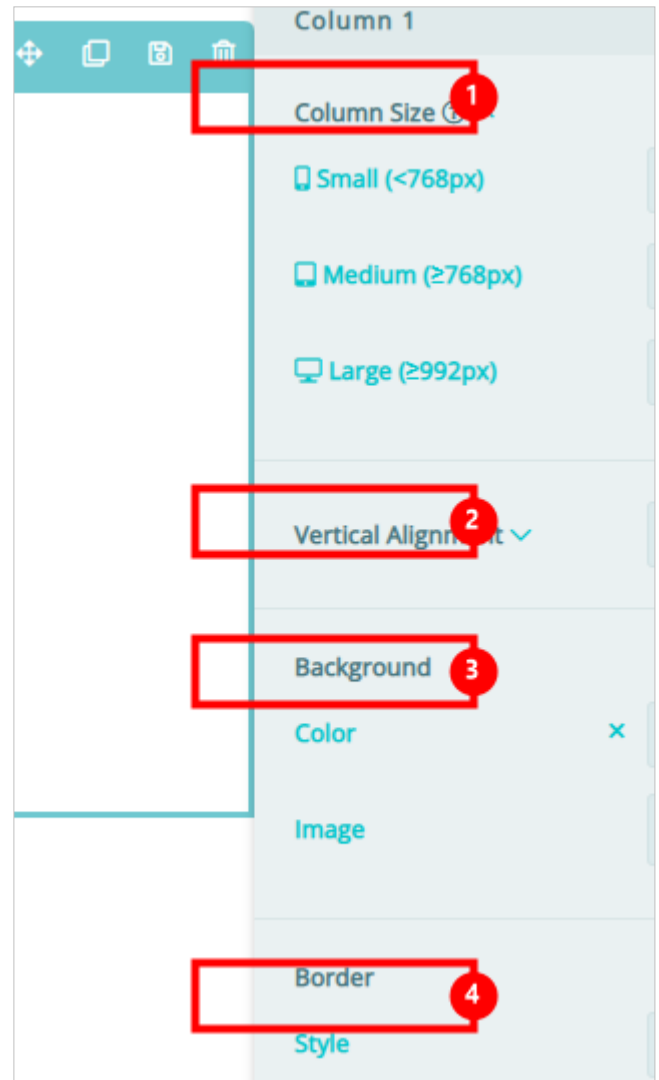 Column 1
Column Size 1
Small (<768px)
Medium (≥768px)
Large (≥992px)
Vertical Alignment 2
Background 3
Color
Image
Border
4
Style